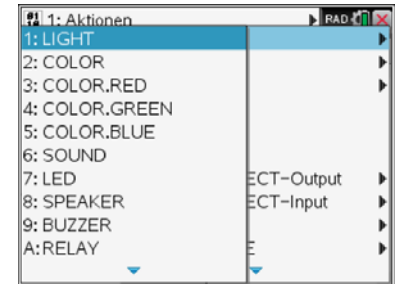 1: Aktionen RAD
1: LIGHT
2: COLOR
3: COLOR.RED
4: COLOR.GREEN
5: COLOR.BLUE
6: SOUND
7: LED ECT-Output
8: SPEAKER ECT-Input
9: BUZZER
A:RELAY E